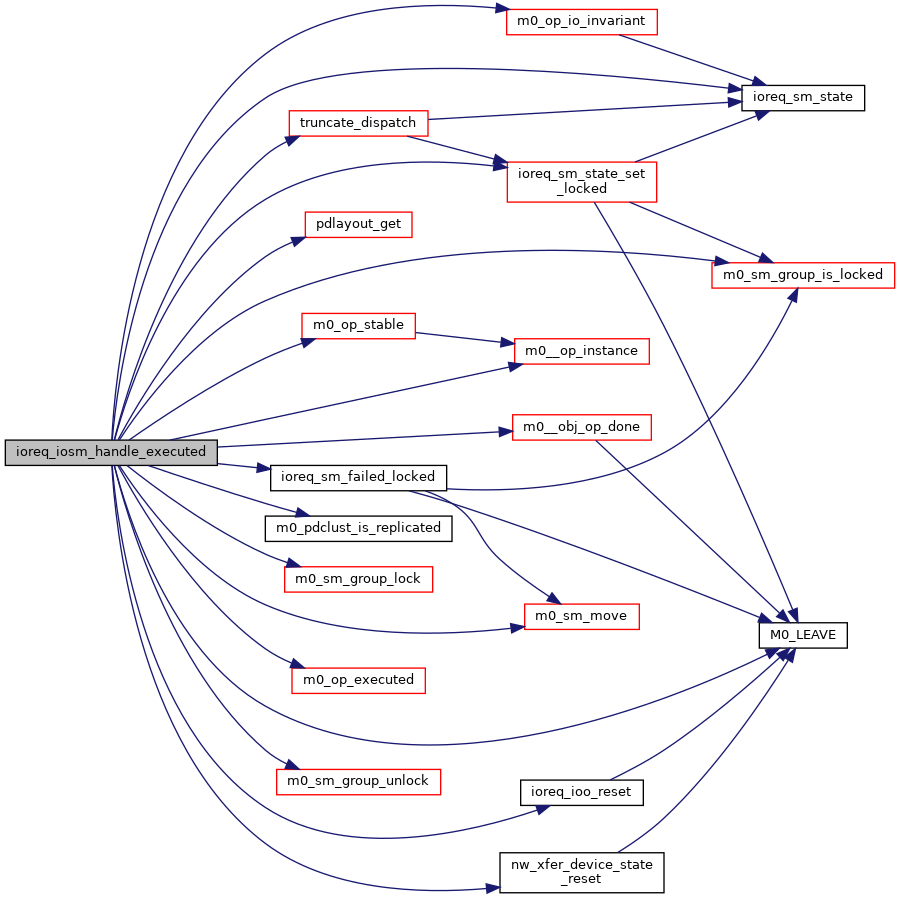 m0_op_io_invariant
ioreq_sm_state
truncate_dispatch
ioreq_sm_state_set
_locked
pdlayout_get
m0_sm_group_is_locked
m0_op_stable
m0__op_instance
m0__obj_op_done
ioreq_iosm_handle_executed
ioreq_sm_failed_locked
m0_pdclust_is_replicated
m0_sm_group_lock
m0_sm_move
M0_LEAVE
m0_op_executed
m0_sm_group_unlock
ioreq_ioo_reset
nw_xfer_device_state
_reset